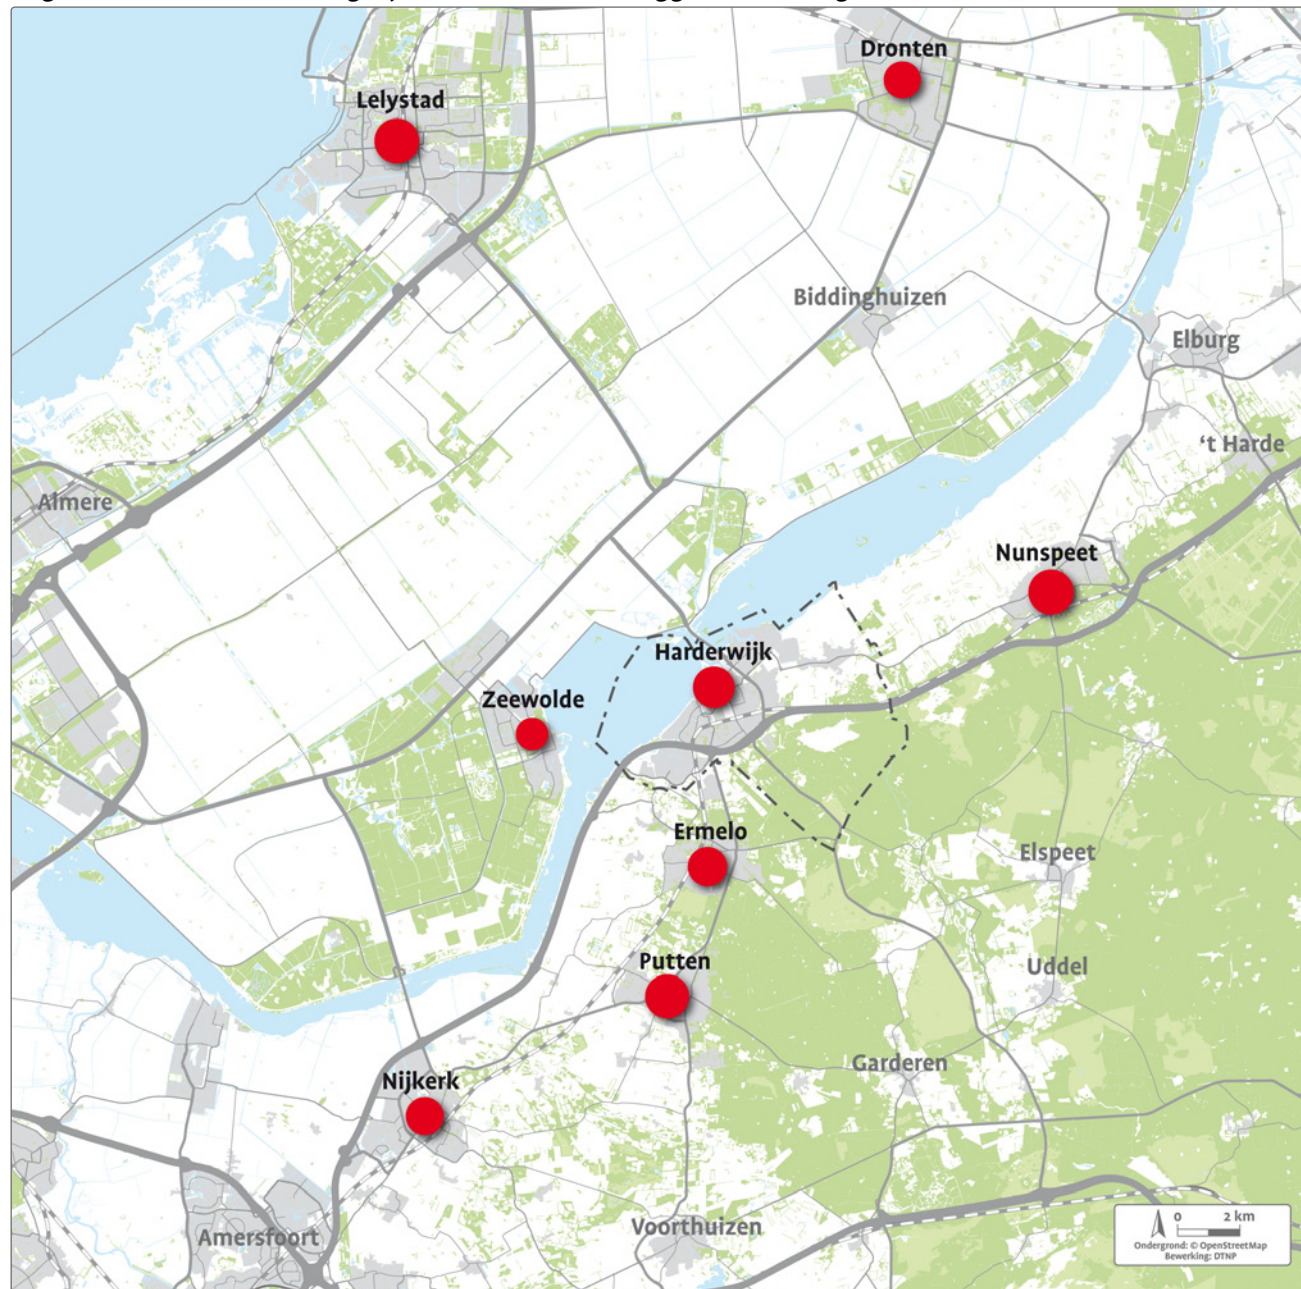 Dronten
Lelystad
Biddinghuizen
Elburg
't Harde
Almere
Nunspeet
Harderwijk
Zeewolde
Ermelo
Elspeet
Putten
Uddel
Garderen
Nijkerk
Voorthuizen
Amersfoort
0 2 km
Ondergrond: © OpenStreetMap
Bewerking: DTNP